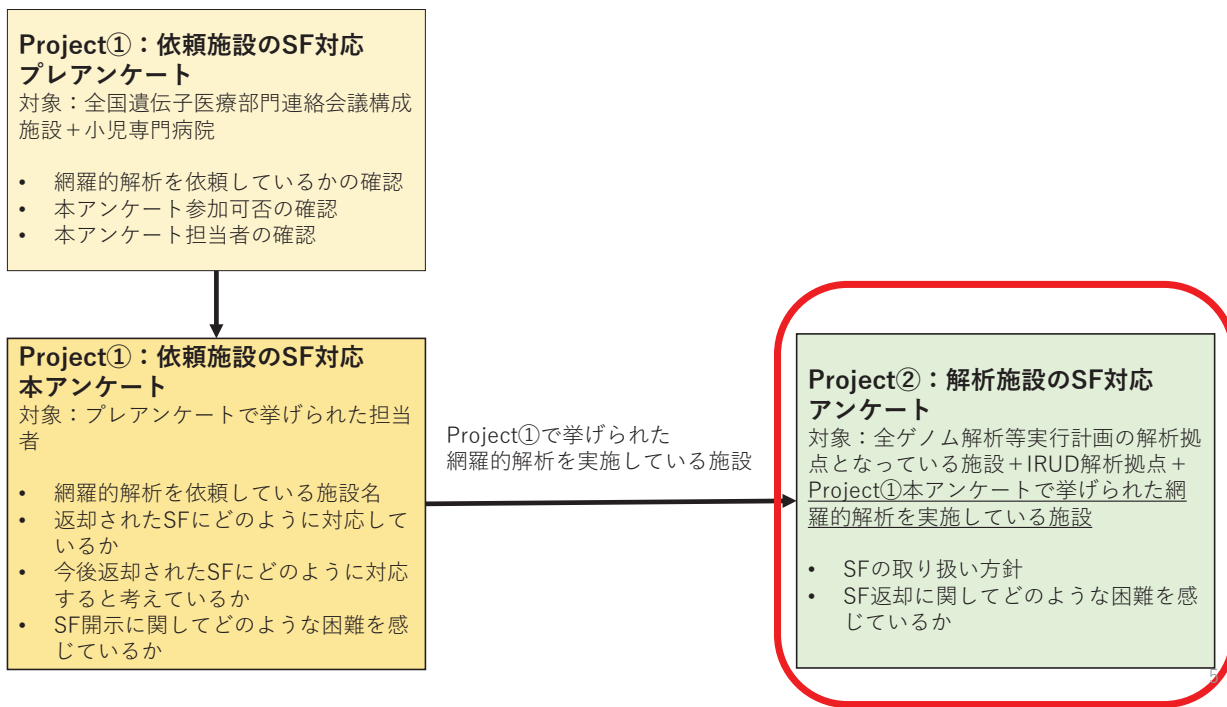 Project①：依頼施設のSF対応
プレアンケート
対象：全国遺伝子医療部門連絡会議構成
施設＋小児専門病院
• 網羅的解析を依頼しているかの確認
• 本アンケート参加可否の確認
• 本アンケート担当者の確認
Project①：依頼施設のSF対応
本アンケート
対象：プレアンケートで挙げられた担当
者
• 網羅的解析を依頼している施設名
• 返却されたSFにどのように対応して
いるか
• 今後返却されたSFにどのように対応
すると考えているか
• SF開示に関してどのような困難を感
じているか
Project①で挙げられた
網羅的解析を実施している施設
Project②：解析施設のSF対応
アンケート
対象：全ゲノム解析等実行計画の解析拠
点となっている施設＋IRUD解析拠点＋
Project①本アンケートで挙げられた網
羅的解析を実施している施設
• SFの取り扱い方針
• SF返却に関してどのような困難を感
じているか
5